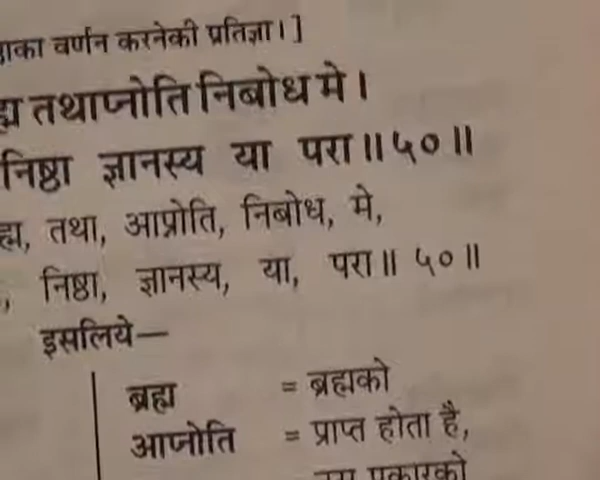 वर्णन करनेकी प्रतिज्ञा। ]
तथाप्नोति निबोध मे ।
निष्ठा ज्ञानस्य या परा ॥ ५० ॥
तथा, आप्नोति, निबोध, मे,
निष्ठा, ज्ञानस्य, या, परा ॥ ५० ॥
इसलिये—
ब्रह्म = ब्रह्मको
आप्नोति = प्राप्त होता है,